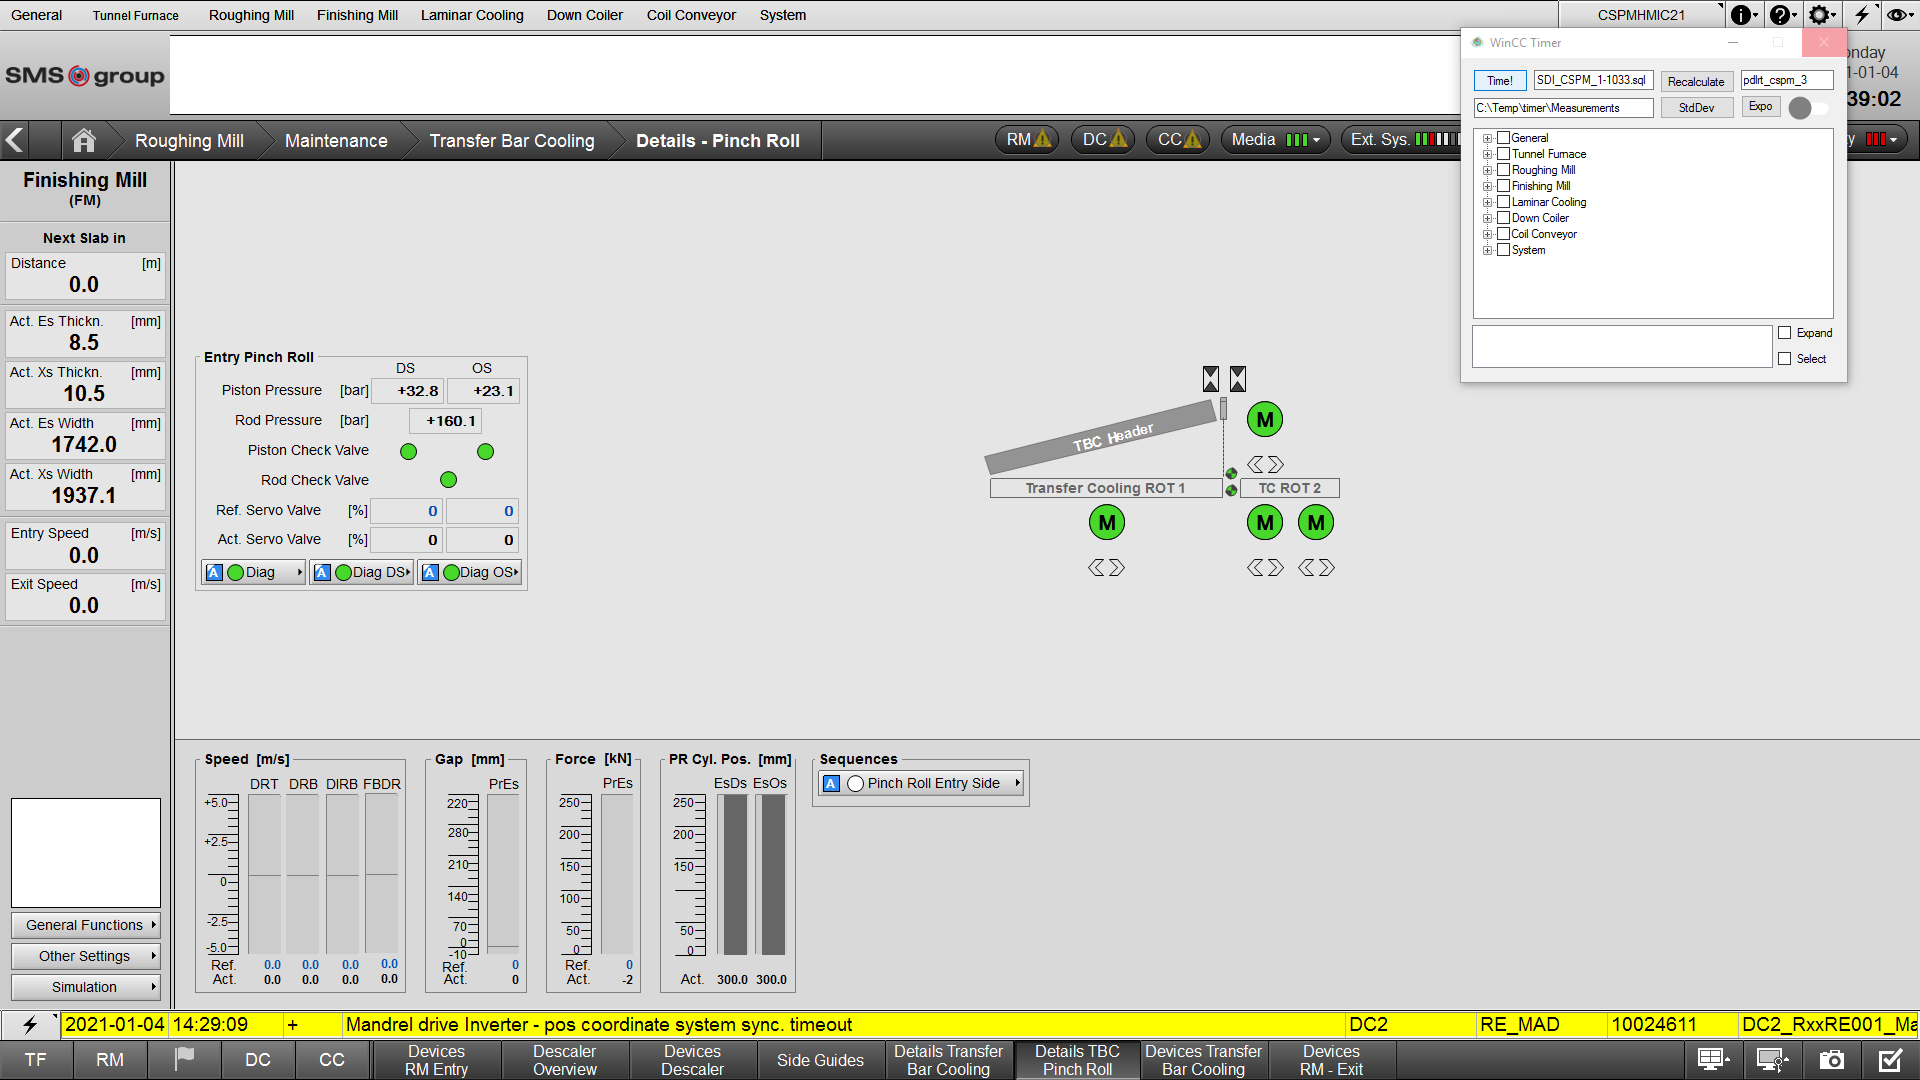 General Tunnel Furnace Roughing Mill Finishing Mill Laminar Cooling Down Coiler Coil Conveyor System CSPMHMIC21
SMS group
WinCC Timer
Time! SDI_CSPM_1-1033.sql Recalculate pdlrt_cspm_3
C:\Temp\timer\Measurements StdDev Expo
nday
1-01-04
39:02
General
Tunnel Furnace
Roughing Mill
Finishing Mill
Laminar Cooling
Down Coiler
Coil Conveyor
System
Expand
Select
Roughing Mill Maintenance Transfer Bar Cooling Details - Pinch Roll RM DC CC Media Ext. Sys. y
Finishing Mill
(FM)
Next Slab in
Distance [m]
0.0
Act. Es Thickn. [mm]
8.5
Act. Xs Thickn. [mm]
10.5
Act. Es Width [mm]
1742.0
Act. Xs Width [mm]
1937.1
Entry Speed [m/s]
0.0
Exit Speed [m/s]
0.0
General Functions
Other Settings
Simulation
Entry Pinch Roll
DS OS
Piston Pressure [bar] +32.8 +23.1
Rod Pressure [bar] +160.1
Piston Check Valve
Rod Check Valve
Ref. Servo Valve [%] 0 0
Act. Servo Valve [%] 0 0
A Diag A Diag DS A Diag OS
TBC Header
Transfer Cooling ROT 1 TC ROT 2
M
M M M
Speed [m/s]
DRT DRB DIRB FBDR
+5.0
+2.5
0
-2.5
-5.0
Ref. 0.0 0.0 0.0 0.0
Act. 0.0 0.0 0.0 0.0
Gap [mm]
PrEs
220
280
210
140
70
0
-10
Ref. 0
Act. 0
Force [kN]
PrEs
250
200
150
100
50
0
Ref. 0
Act. -2
PR Cyl. Pos. [mm]
EsDs EsOs
250
200
150
50
0
Act. 300.0 300.0
Sequences
A Pinch Roll Entry Side
2021-01-04 14:29:09 + Mandrel drive Inverter - pos coordinate system sync. timeout DC2 RE_MAD 10024611 DC2_RxxRE001_Ma
TF RM DC CC
Devices
RM Entry
Descaler
Overview
Devices
Descaler
Side Guides
Details Transfer
Bar Cooling
Details TBC
Pinch Roll
Devices Transfer
Bar Cooling
Devices
RM - Exit